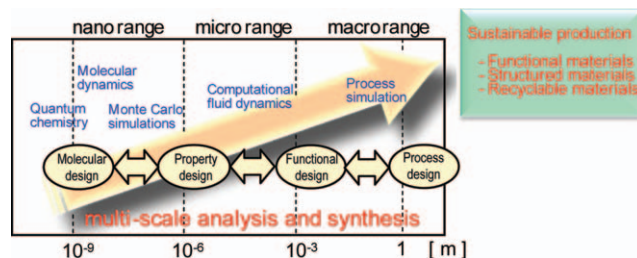 nano range micro range macro range
Sustainable production
- Functional materials
- Structured materials
- Recyclable materials
Molecular
dynamics
Quantum
chemistry
Monte Carlo
simulations
Computational
fluid dynamics
Process
simulation
Molecular
design
Property
design
Functional
design
Process
design
multi-scale analysis and synthesis
10⁻⁹ 10⁻⁶ 10⁻³ 1 [ m ]